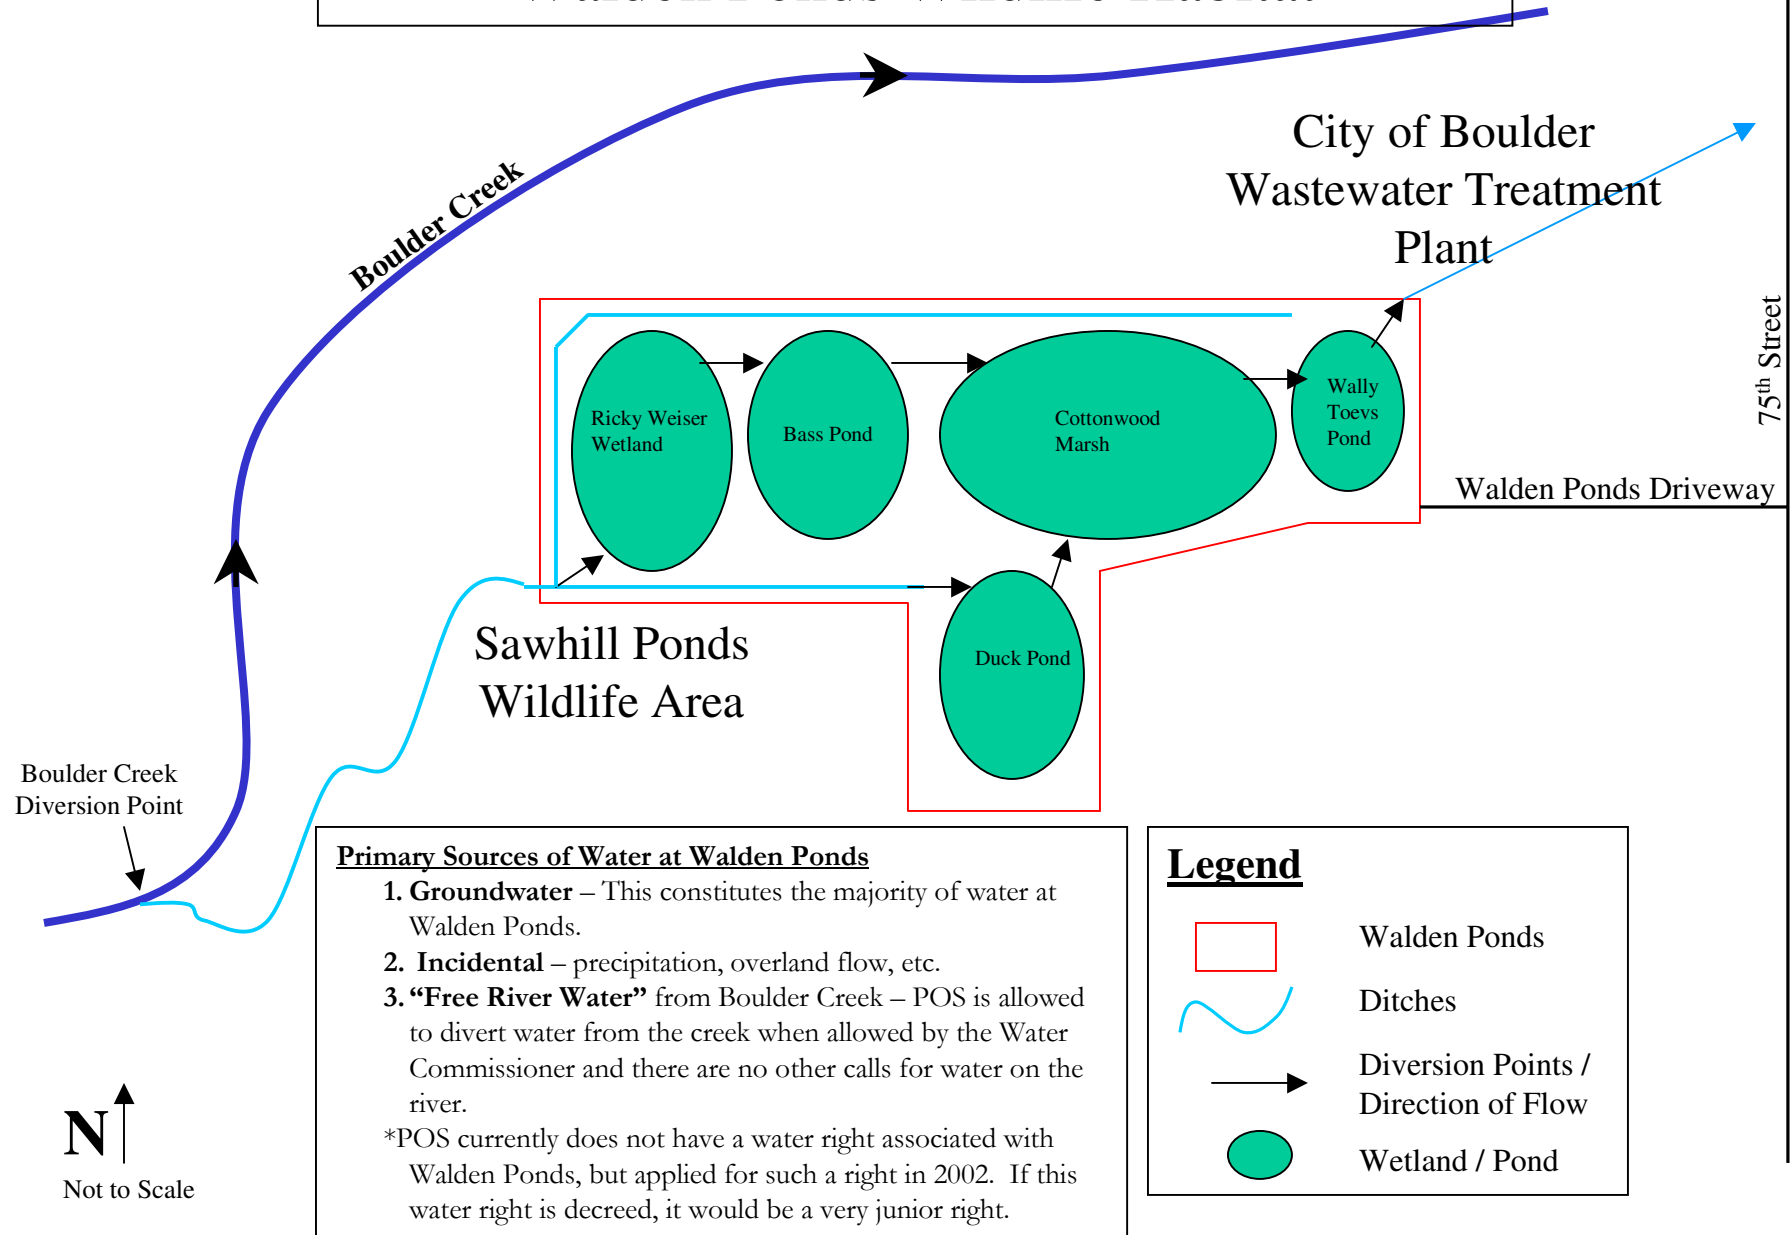 Walden Ponds Wildlife Habitat
City of Boulder
Wastewater Treatment
Plant
Boulder Creek
75th Street
Ricky Weiser
Wetland
Bass Pond
Cottonwood
Marsh
Wally
Toevs
Pond
Walden Ponds Driveway
Duck Pond
Sawhill Ponds
Wildlife Area
Boulder Creek
Diversion Point
Primary Sources of Water at Walden Ponds
1. Groundwater – This constitutes the majority of water at
Walden Ponds.
2. Incidental – precipitation, overland flow, etc.
3. “Free River Water” from Boulder Creek – POS is allowed
to divert water from the creek when allowed by the Water
Commissioner and there are no other calls for water on the
river.
*POS currently does not have a water right associated with
Walden Ponds, but applied for such a right in 2002. If this
water right is decreed, it would be a very junior right.
Legend
Walden Ponds
Ditches
Diversion Points /
Direction of Flow
Wetland / Pond
N
Not to Scale